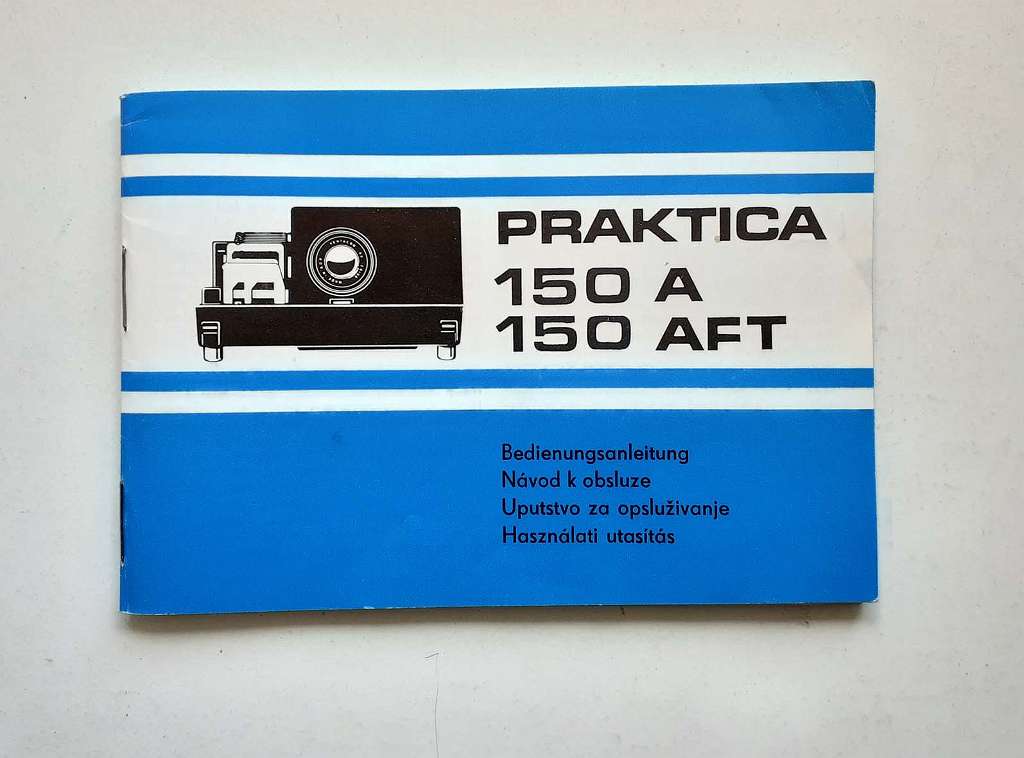 PRAKTICA
150 A
150 AFT
Bedienungsanleitung
Návod k obsluze
Uputstvo za opsluživanje
Használati utasítás